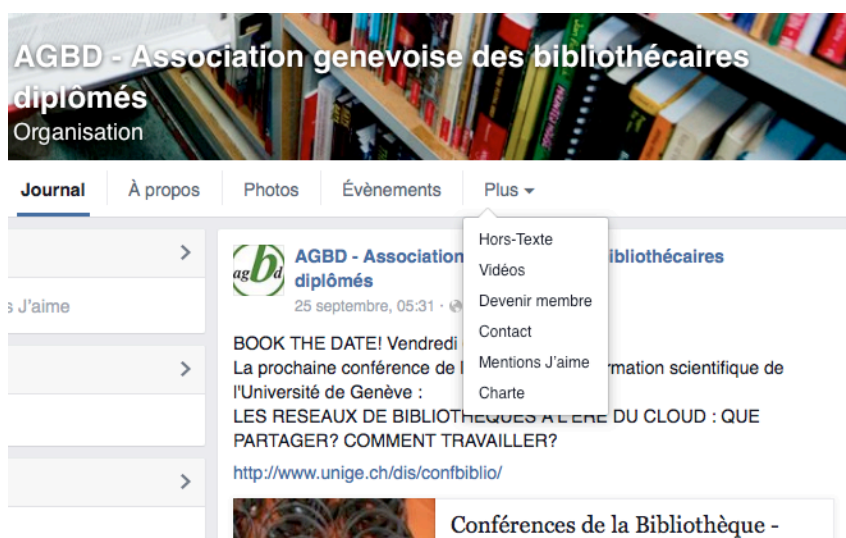 AGBD - Association genevoise des bibliothécaires
diplômés
Organisation
Journal À propos Photos Évènements Plus
Hors-Texte
Vidéos
Devenir membre
Contact
Mentions J'aime
Charte
J'aime
agbd
AGBD - Association
diplômés
25 septembre, 05:31 ·
BOOK THE DATE! Vendredi
La prochaine conférence de scientifique de
l'Université de Genève :
LES RESEAUX DE BIBLIOTHEQUES A L'ERE DU CLOUD : QUE
PARTAGER? COMMENT TRAVAILLER?
http://www.unige.ch/dis/confbiblio/
Conférences de la Bibliothèque -